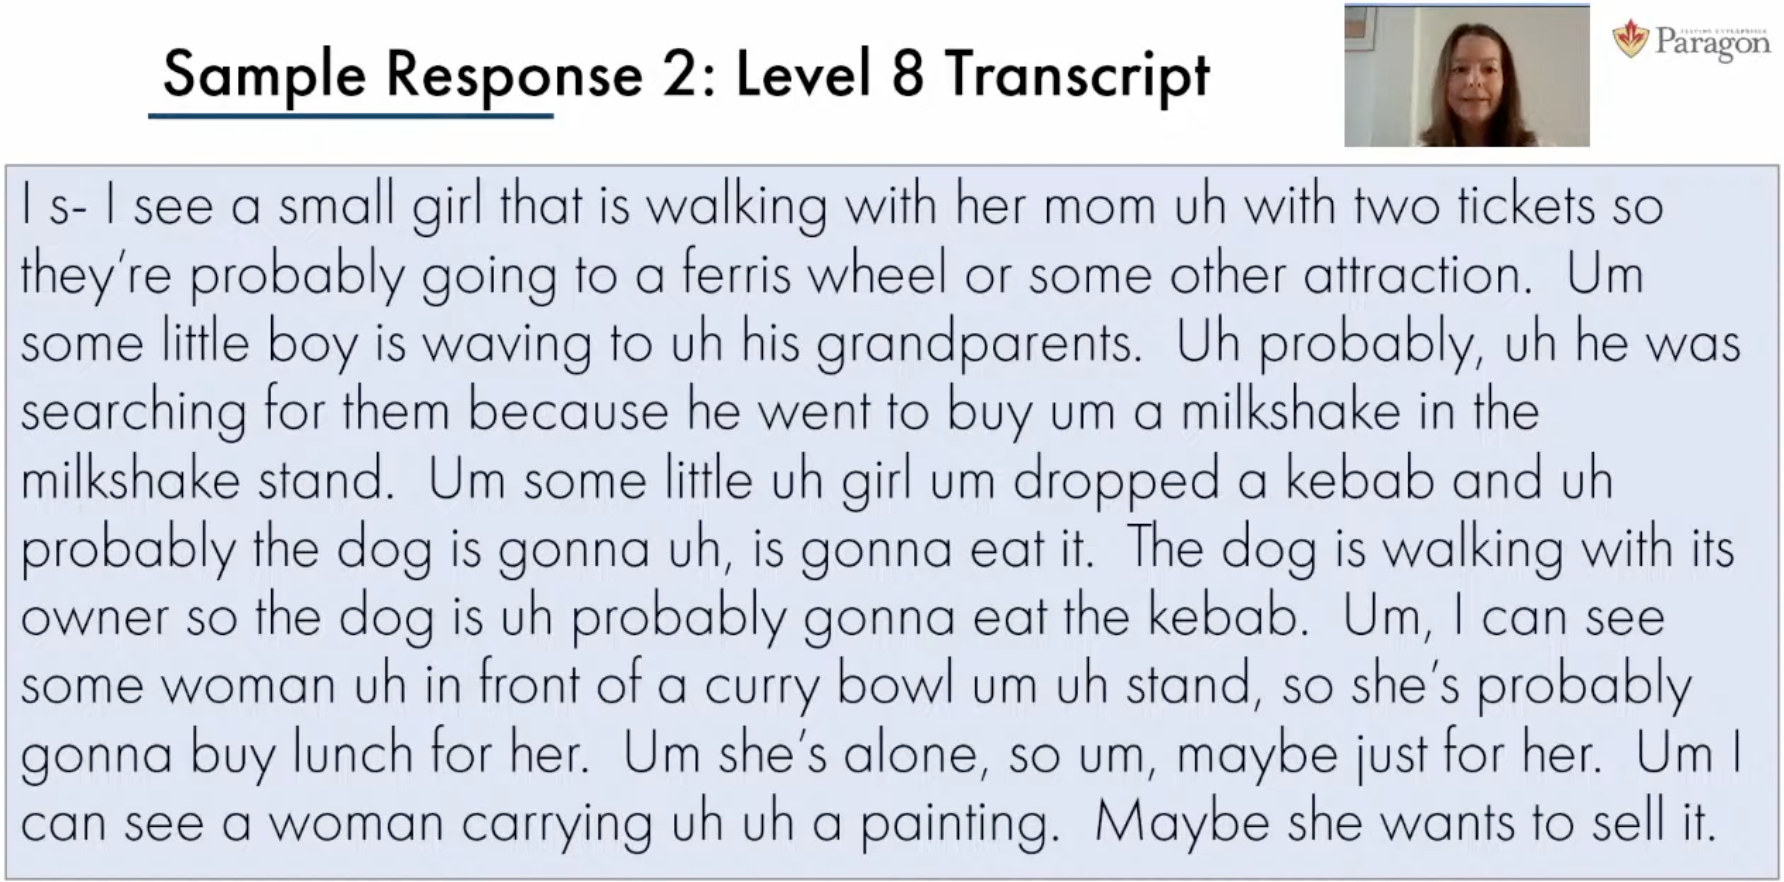 Sample Response 2: Level 8 Transcript
TESTING ENTERPRISES
Paragon
I s- I see a small girl that is walking with her mom uh with two tickets so
they're probably going to a ferris wheel or some other attraction.  Um
some little boy is waving to uh his grandparents.  Uh probably, uh he was
searching for them because he went to buy um a milkshake in the
milkshake stand.  Um some little uh girl um dropped a kebab and uh
probably the dog is gonna uh, is gonna eat it.  The dog is walking with its
owner so the dog is uh probably gonna eat the kebab.  Um, I can see
some woman uh in front of a curry bowl um uh stand, so she's probably
gonna buy lunch for her.  Um she's alone, so um, maybe just for her.  Um I
can see a woman carrying uh uh a painting.  Maybe she wants to sell it.